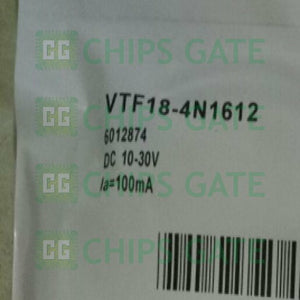 CHIPS GATE
VTF18-4N1612
6012874
CHIPS GATE
DC 10-30V
Ia=100mA
CHIPS GATE
CHIPS GATE